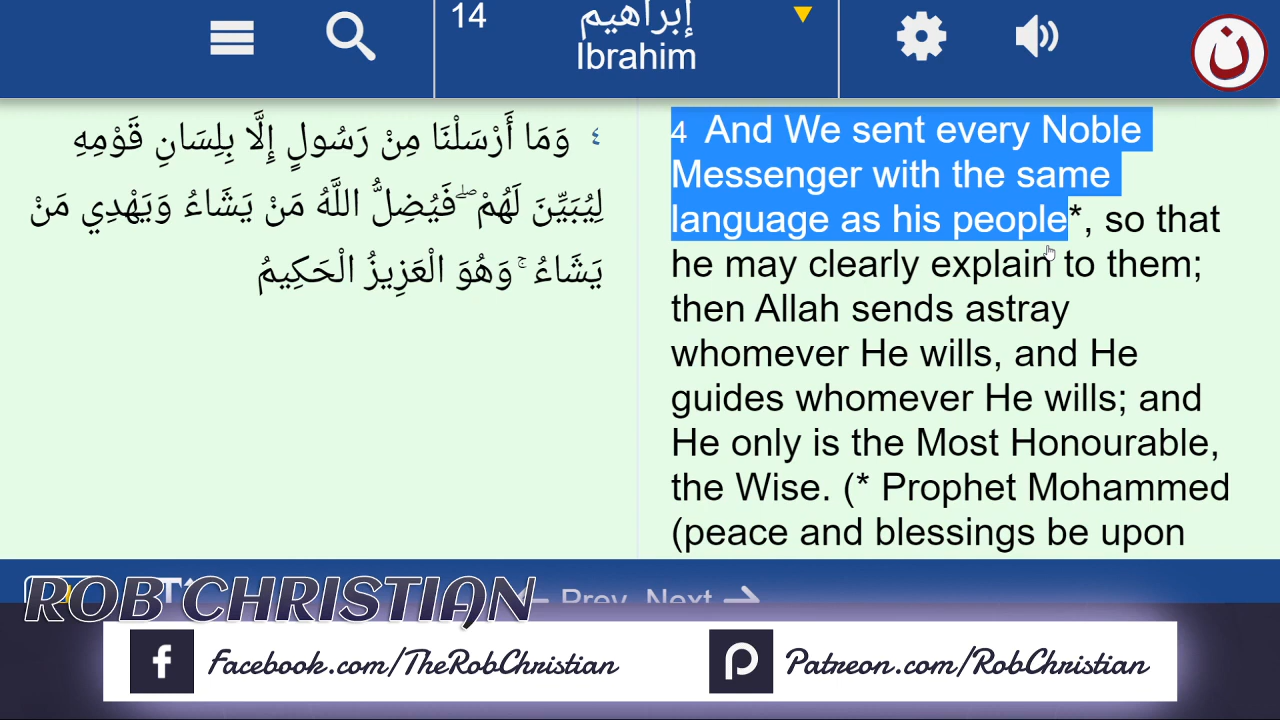 14
إبراهيم
Ibrahim
ن
٤ وَمَا أَرْسَلْنَا مِنْ رَسُولٍ إِلَّا بِلِسَانِ قَوْمِهِ
لِيُبَيِّنَ لَهُمْ ۖ فَيُضِلُّ اللَّهُ مَنْ يَشَاءُ وَيَهْدِي مَنْ
يَشَاءُ ۚ وَهُوَ الْعَزِيزُ الْحَكِيمُ
4 And We sent every Noble
Messenger with the same
language as his people*, so that
he may clearly explain to them;
then Allah sends astray
whomever He wills, and He
guides whomever He wills; and
He only is the Most Honourable,
the Wise. (* Prophet Mohammed
(peace and blessings be upon
Prev Next
ROB CHRISTIAN
f Facebook.com/TheRobChristian
Patreon.com/RobChristian